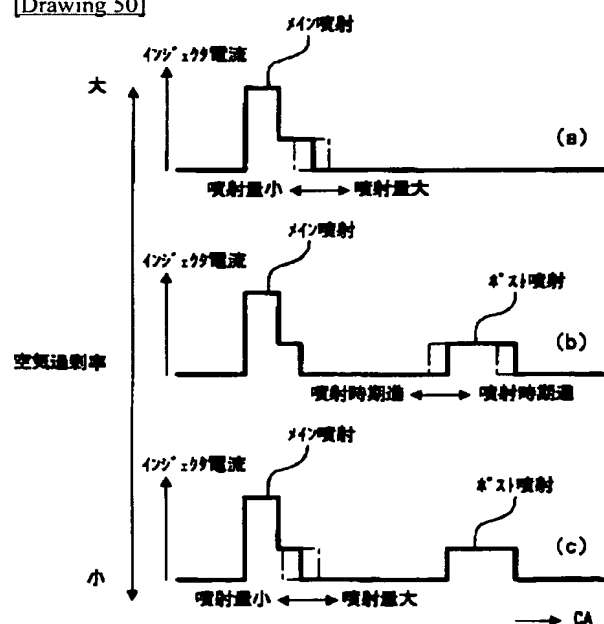 [Drawing 50]
メイン噴射
インジェクタ電流
大
(a)
噴射量小 噴射量大
メイン噴射
インジェクタ電流
ポスト噴射
(b)
空気過剰率
噴射時期進 噴射時期遅
メイン噴射
インジェクタ電流
ポスト噴射
(c)
小
噴射量小 噴射量大
CA